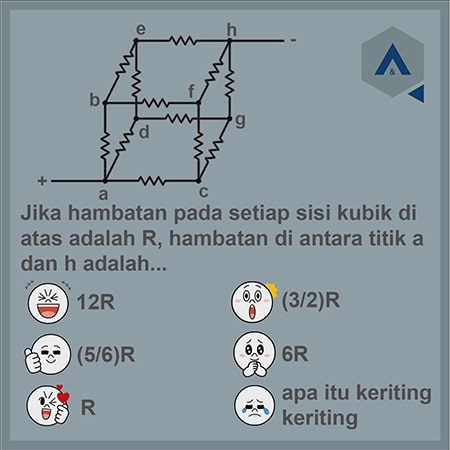 e h
-
b f
d g
+
a c
A
&
Jika hambatan pada setiap sisi kubik di
atas adalah R, hambatan di antara titik a
dan h adalah...
12R
(3/2)R
(5/6)R
6R
R
apa itu keriting
keriting